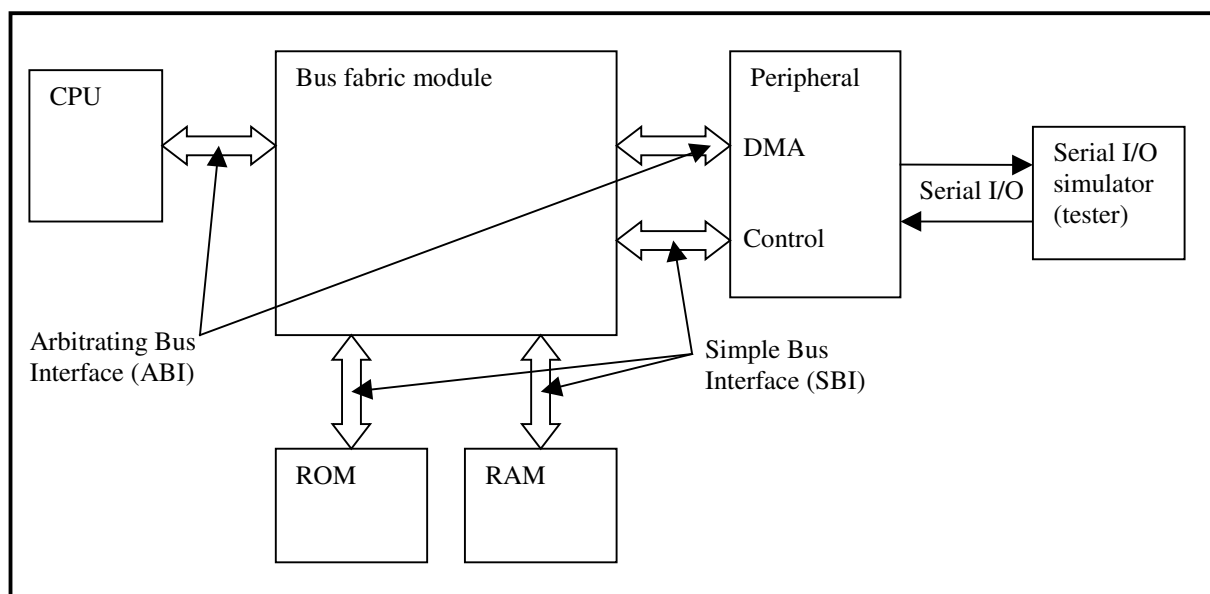 CPU
Bus fabric module
Peripheral
DMA
Control
Serial I/O
Serial I/O
simulator
(tester)
Arbitrating Bus
Interface (ABI)
Simple Bus
Interface (SBI)
ROM
RAM